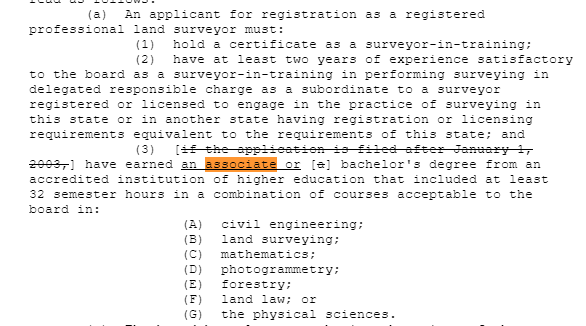 read as follows:
(a) An applicant for registration as a registered
professional land surveyor must:
(1) hold a certificate as a surveyor-in-training;
(2) have at least two years of experience satisfactory
to the board as a surveyor-in-training in performing surveying in
delegated responsible charge as a subordinate to a surveyor
registered or licensed to engage in the practice of surveying in
this state or in another state having registration or licensing
requirements equivalent to the requirements of this state; and
(3) [if the application is filed after January 1,
2003,] have earned an associate or [a] bachelor's degree from an
accredited institution of higher education that included at least
32 semester hours in a combination of courses acceptable to the
board in:
(A) civil engineering;
(B) land surveying;
(C) mathematics;
(D) photogrammetry;
(E) forestry;
(F) land law; or
(G) the physical sciences.